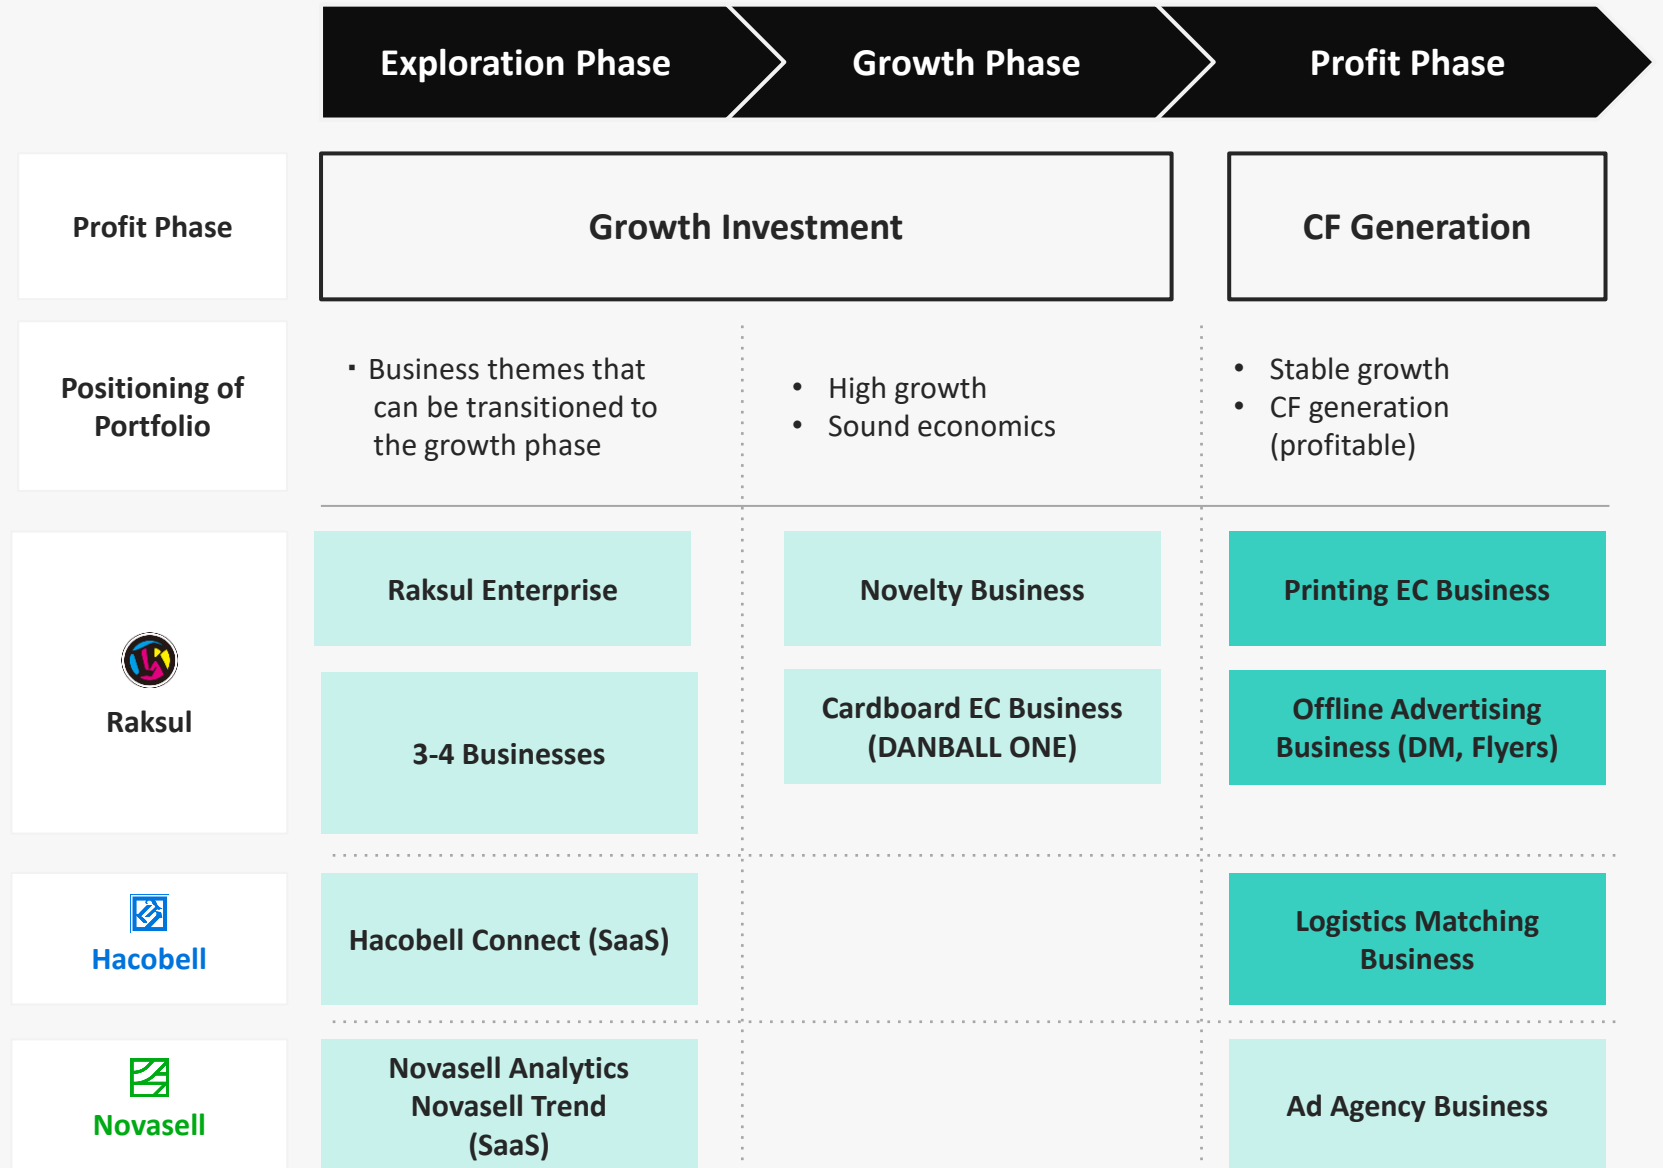 Exploration Phase
Growth Phase
Profit Phase
Profit Phase
Growth Investment
CF Generation
Positioning of
Portfolio
▪ Business themes that
can be transitioned to
the growth phase
• High growth
• Sound economics
• Stable growth
• CF generation
(profitable)
Raksul
Raksul Enterprise
Novelty Business
Printing EC Business
3-4 Businesses
Cardboard EC Business
(DANBALL ONE)
Offline Advertising
Business (DM, Flyers)
Hacobell
Hacobell Connect (SaaS)
Logistics Matching
Business
Novasell
Novasell Analytics
Novasell Trend
(SaaS)
Ad Agency Business